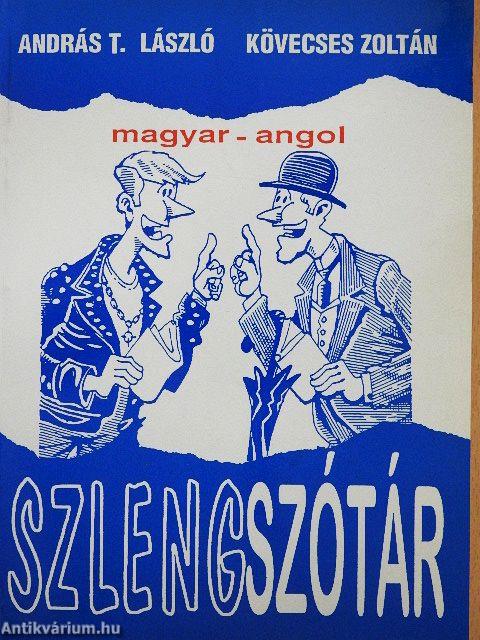 ANDRÁS T. LÁSZLÓ KÖVECSES ZOLTÁN
magyar - angol
SZLENGSZÓTÁR
Antikvárium.hu